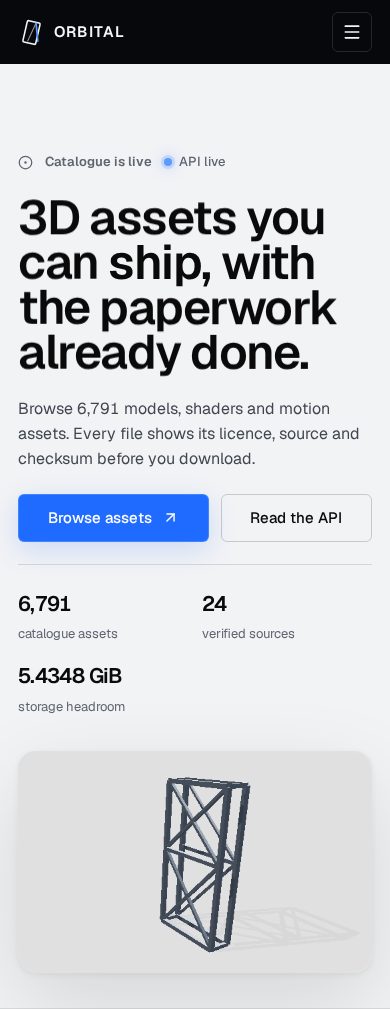 ORBITAL
Catalogue is live API live
3D assets you
can ship, with
the paperwork
already done.
Browse 6,791 models, shaders and motion
assets. Every file shows its licence, source and
checksum before you download.
Browse assets
Read the API
6,791
catalogue assets
24
verified sources
5.4348 GiB
storage headroom